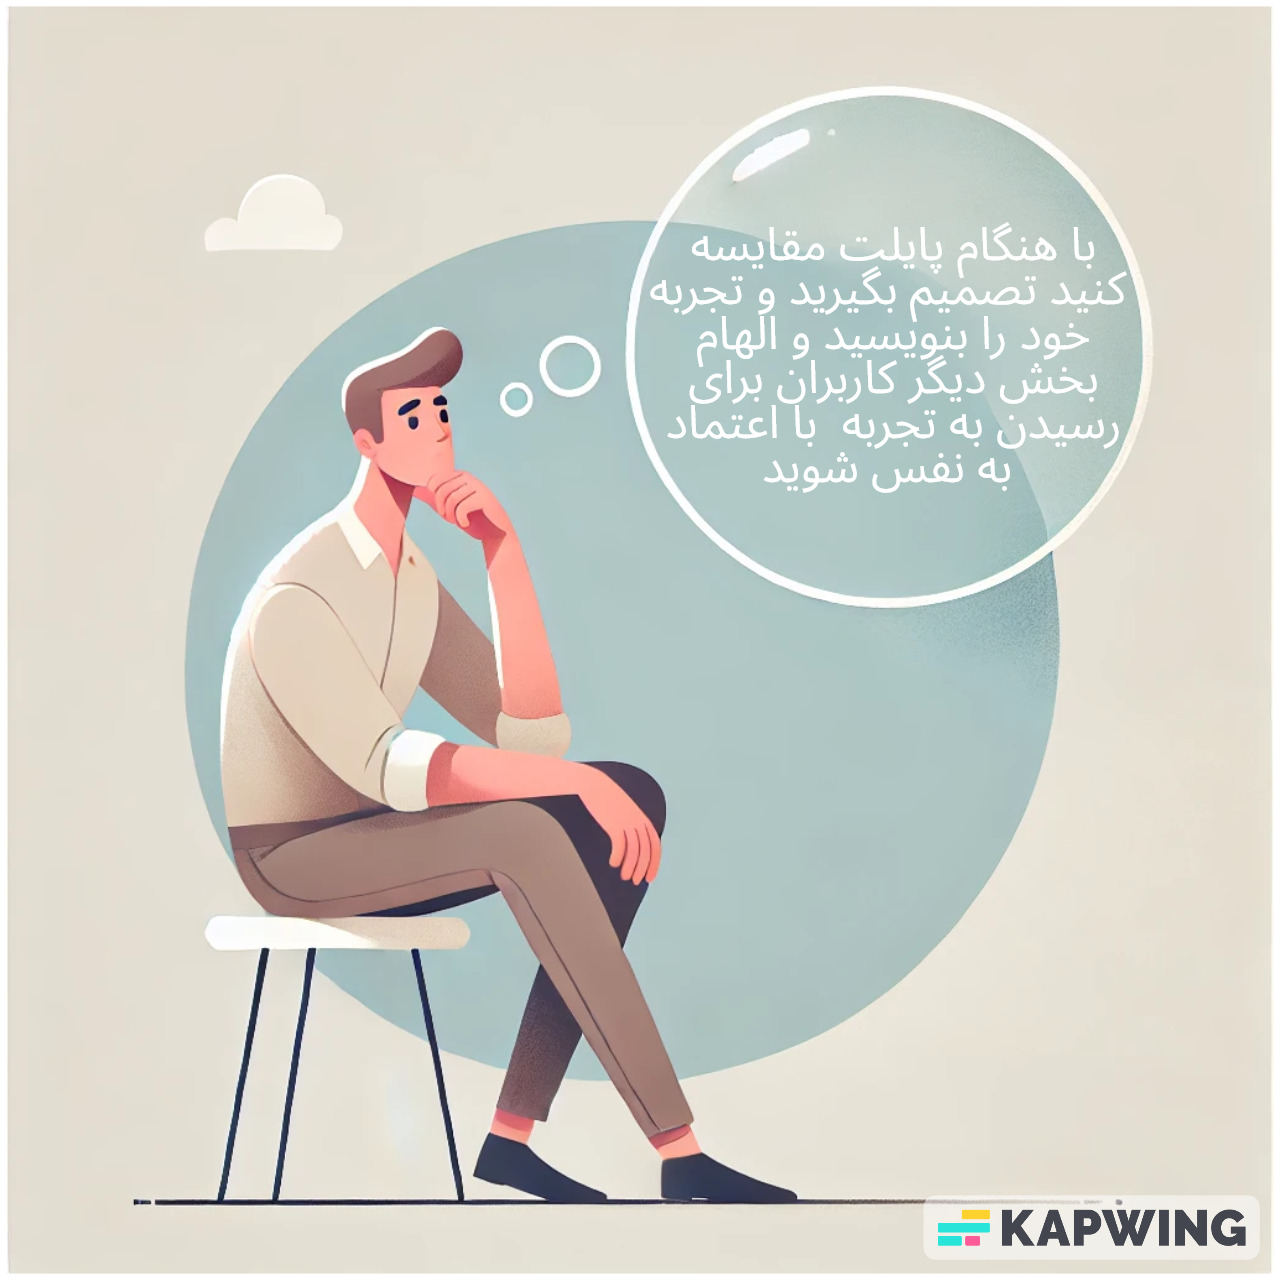 با هنگام پایلت مقایسه
کنید تصمیم بگیرید و تجربه
خود را بنویسید و الهام
بخش دیگر کاربران برای
رسیدن به تجربه  با اعتماد
به نفس شوید
KAPWING